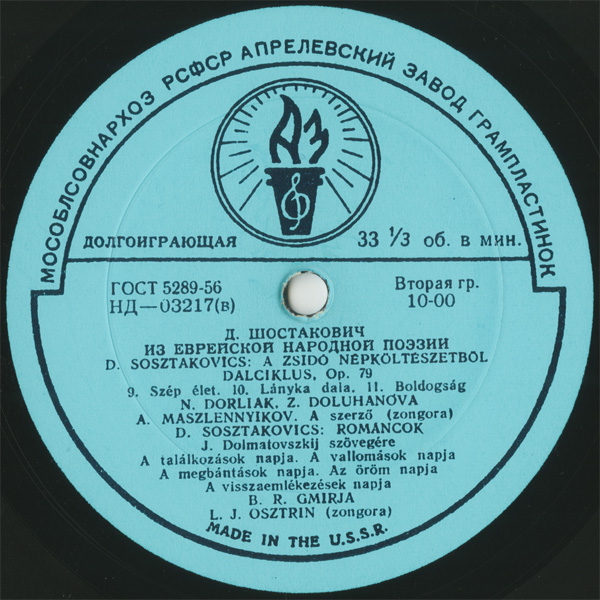 МОСОБЛСОВНАРХОЗ РСФСР АПРЕЛЕВСКИЙ ЗАВОД ГРАМПЛАСТИНОК
АЗ
ДОЛГОИГРАЮЩАЯ 33 1/3 об. в мин.
ГОСТ 5289-56 Вторая гр.
НД—03217(в) 10-00
Д. ШОСТАКОВИЧ
ИЗ ЕВРЕЙСКОЙ НАРОДНОЙ ПОЭЗИИ
D. SOSZTAKOVICS: A ZSIDÓ NÉPKÖLTÉSZETBŐL
DALCIKLUS, Op. 79
9. Szép élet. 10. Lányka dala. 11. Boldogság
N. DORLIAK, Z. DOLUHANOVA
A. MASZLENNYIKOV. A szerző (zongora)
D. SOSZTAKOVICS: ROMANCOK
J. Dolmatovszkij szövegére
A találkozások napja. A vallomások napja
A megbántások napja. Az öröm napja
A visszaemlékezések napja
B. R. GMIRJA
L. J. OSZTRIN (zongora)
MADE IN THE U.S.S.R.